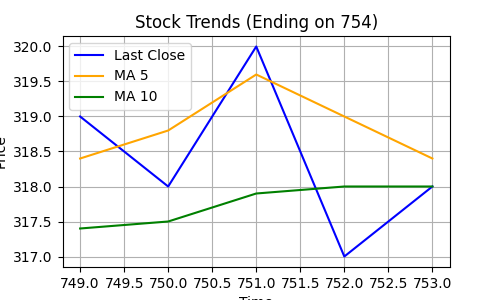 Stock Trends (Ending on 754)
Last Close
MA 5
MA 10
320.0
319.5
319.0
318.5
318.0
317.5
317.0
Price
749.0 749.5 750.0 750.5 751.0 751.5 752.0 752.5 753.0
Time